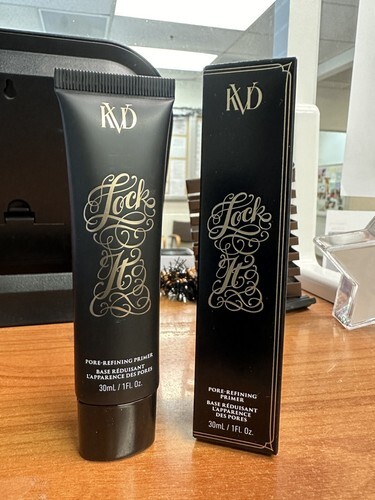 KVD
Lock
It
PORE-REFINING PRIMER
BASE RÉDUISANT
L'APPARENCE DES PORES
30mL / 1Fl. Oz.
KVD
Lock
It
PORE-REFINING
PRIMER
BASE RÉDUISANT
L'APPARENCE
DES PORES
30mL / 1Fl. Oz.